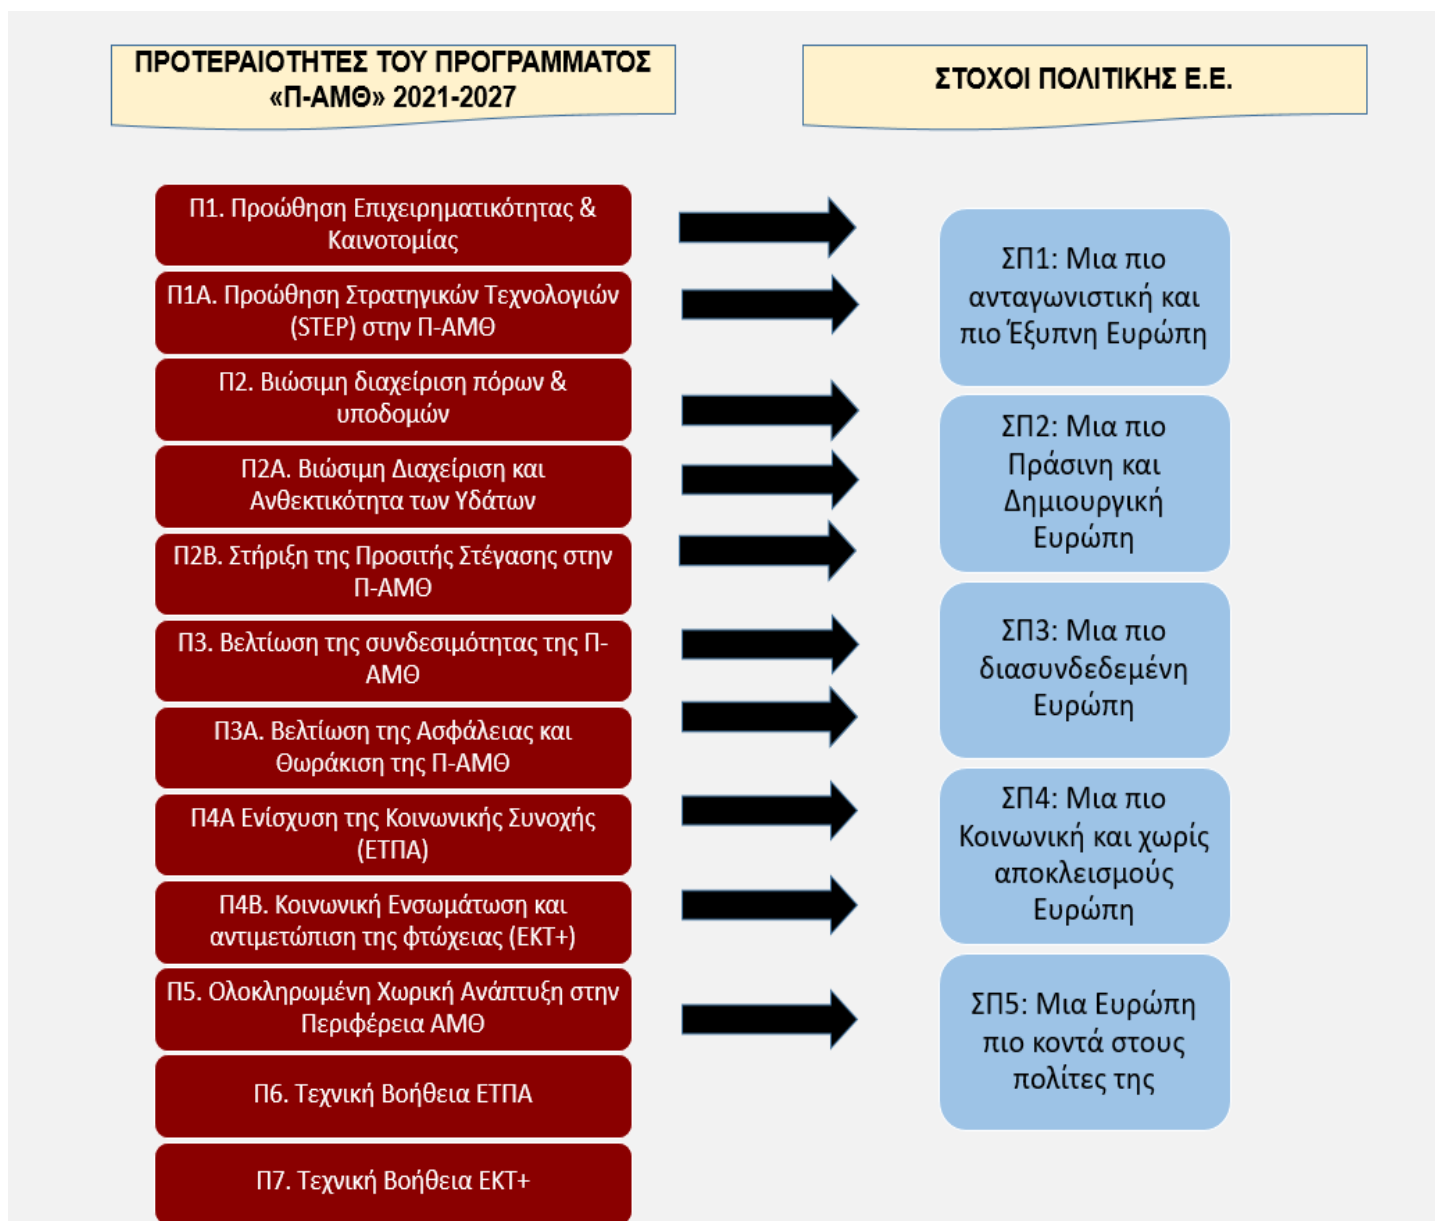 ΠΡΟΤΕΡΑΙΟΤΗΤΕΣ ΤΟΥ ΠΡΟΓΡΑΜΜΑΤΟΣ
«Π-ΑΜΘ» 2021-2027
Π1. Προώθηση Επιχειρηματικότητας &
Καινοτομίας
Π1Α. Προώθηση Στρατηγικών Τεχνολογιών
(STEP) στην Π-ΑΜΘ
Π2. Βιώσιμη διαχείριση πόρων &
υποδομών
Π2Α. Βιώσιμη Διαχείριση και
Ανθεκτικότητα των Υδάτων
Π2Β. Στήριξη της Προσιτής Στέγασης στην
Π-ΑΜΘ
Π3. Βελτίωση της συνδεσιμότητας της Π-
ΑΜΘ
Π3Α. Βελτίωση της Ασφάλειας και
Θωράκιση της Π-ΑΜΘ
Π4Α Ενίσχυση της Κοινωνικής Συνοχής
(ΕΤΠΑ)
Π4Β. Κοινωνική Ενσωμάτωση και
αντιμετώπιση της φτώχειας (ΕΚΤ+)
Π5. Ολοκληρωμένη Χωρική Ανάπτυξη στην
Περιφέρεια ΑΜΘ
Π6. Τεχνική Βοήθεια ΕΤΠΑ
Π7. Τεχνική Βοήθεια ΕΚΤ+
ΣΤΟΧΟΙ ΠΟΛΙΤΙΚΗΣ Ε.Ε.
ΣΠ1: Μια πιο
ανταγωνιστική και
πιο Έξυπνη Ευρώπη
ΣΠ2: Μια πιο
Πράσινη και
Δημιουργική
Ευρώπη
ΣΠ3: Μια πιο
διασυνδεδεμένη
Ευρώπη
ΣΠ4: Μια πιο
Κοινωνική και χωρίς
αποκλεισμούς
Ευρώπη
ΣΠ5: Μια Ευρώπη
πιο κοντά στους
πολίτες της